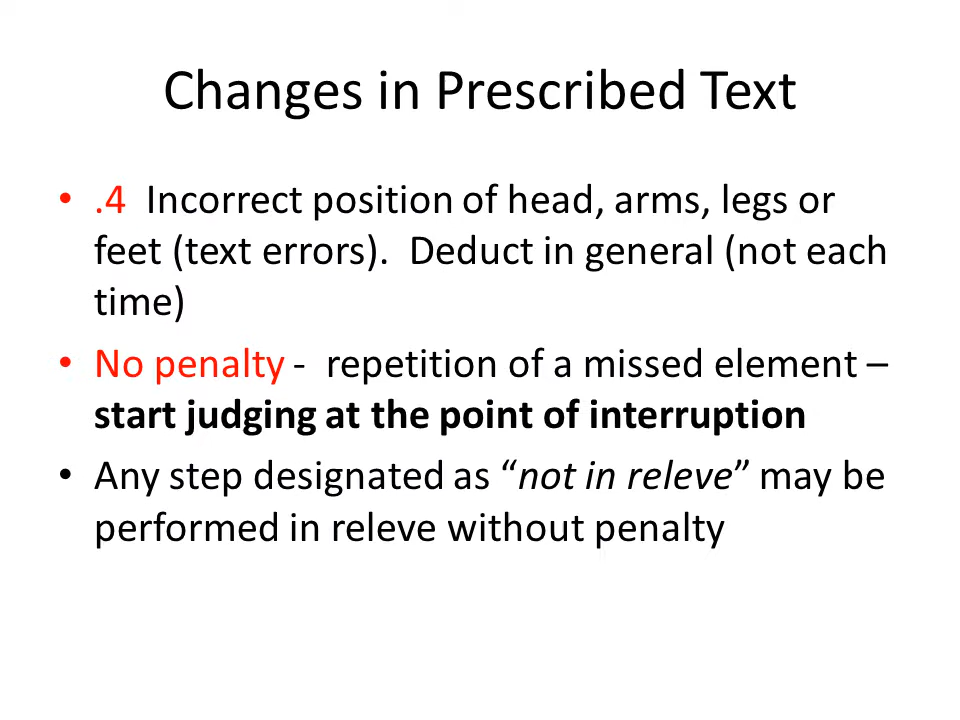 Changes in Prescribed Text
• .4  Incorrect position of head, arms, legs or
feet (text errors).  Deduct in general (not each
time)
• No penalty -  repetition of a missed element –
start judging at the point of interruption
• Any step designated as “not in releve” may be
performed in releve without penalty